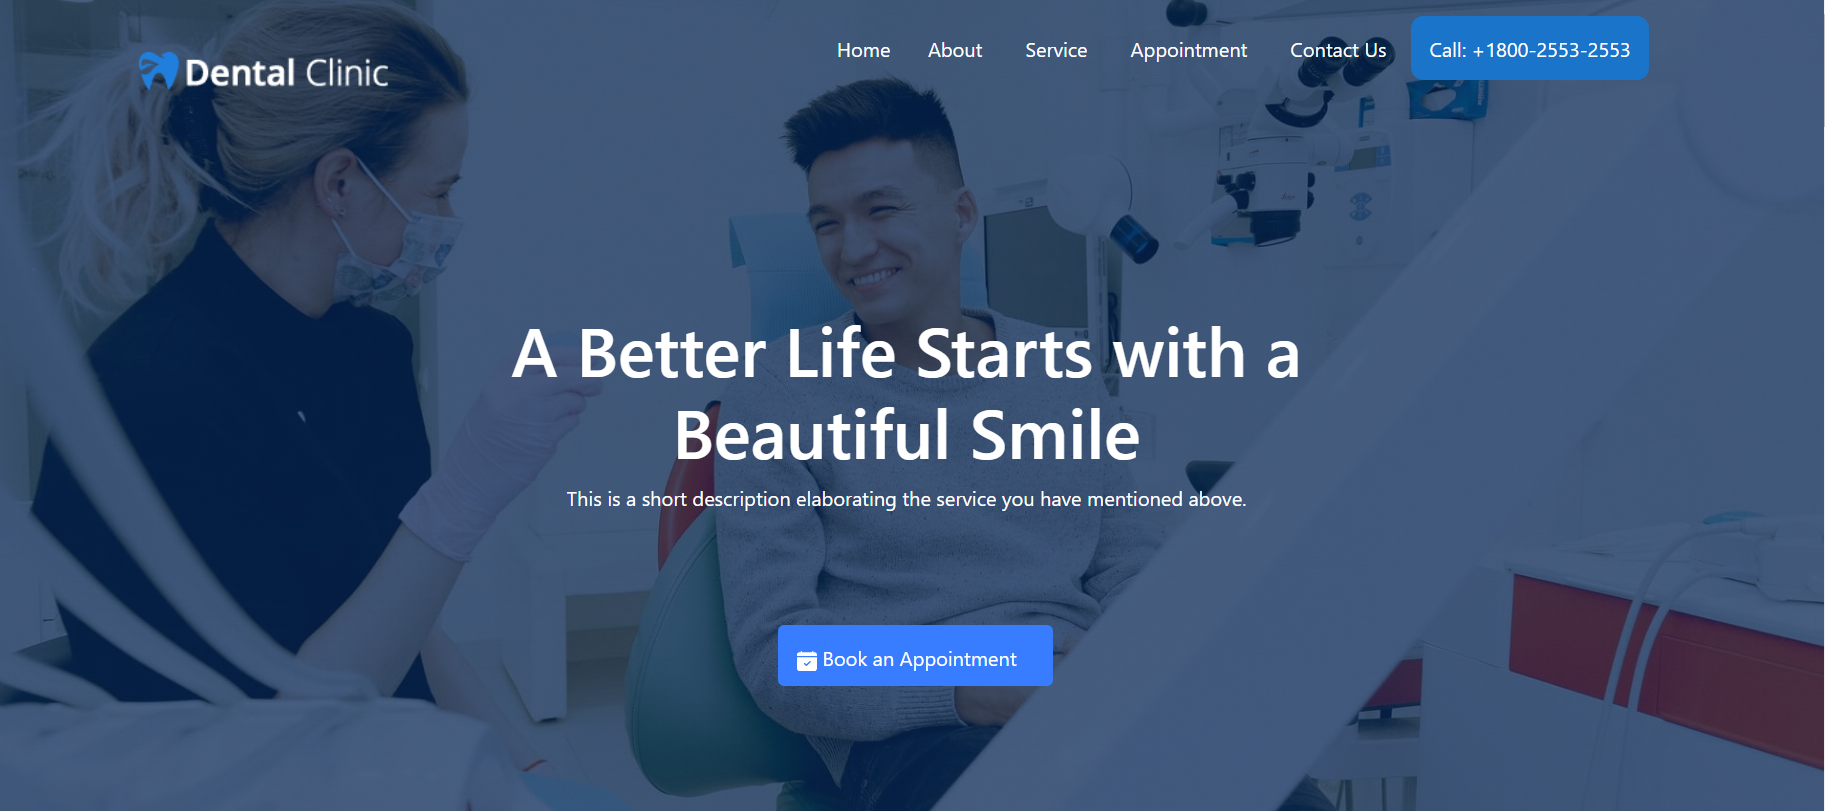 Dental Clinic
Home About Service Appointment Contact Us Call: +1800-2553-2553
A Better Life Starts with a
Beautiful Smile
This is a short description elaborating the service you have mentioned above.
Book an Appointment